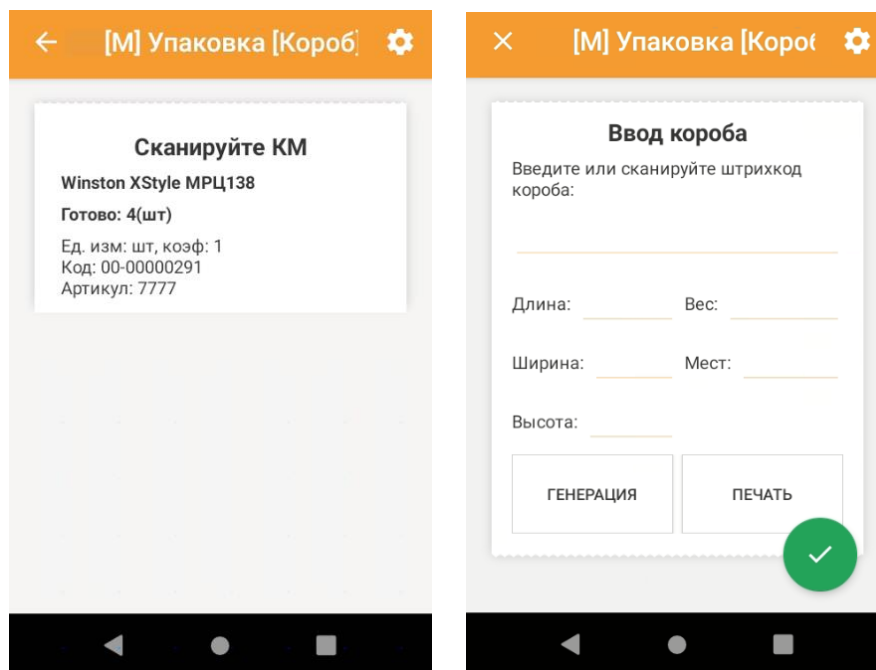 [М] Упаковка [Короб]
Сканируйте КМ
Winston XStyle МРЦ138
Готово: 4(шт)
Ед. изм: шт, коэф: 1
Код: 00-00000291
Артикул: 7777
[М] Упаковка [Короб
Ввод короба
Введите или сканируйте штрихкод
короба:
Длина: Вес:
Ширина: Мест:
Высота:
ГЕНЕРАЦИЯ ПЕЧАТЬ